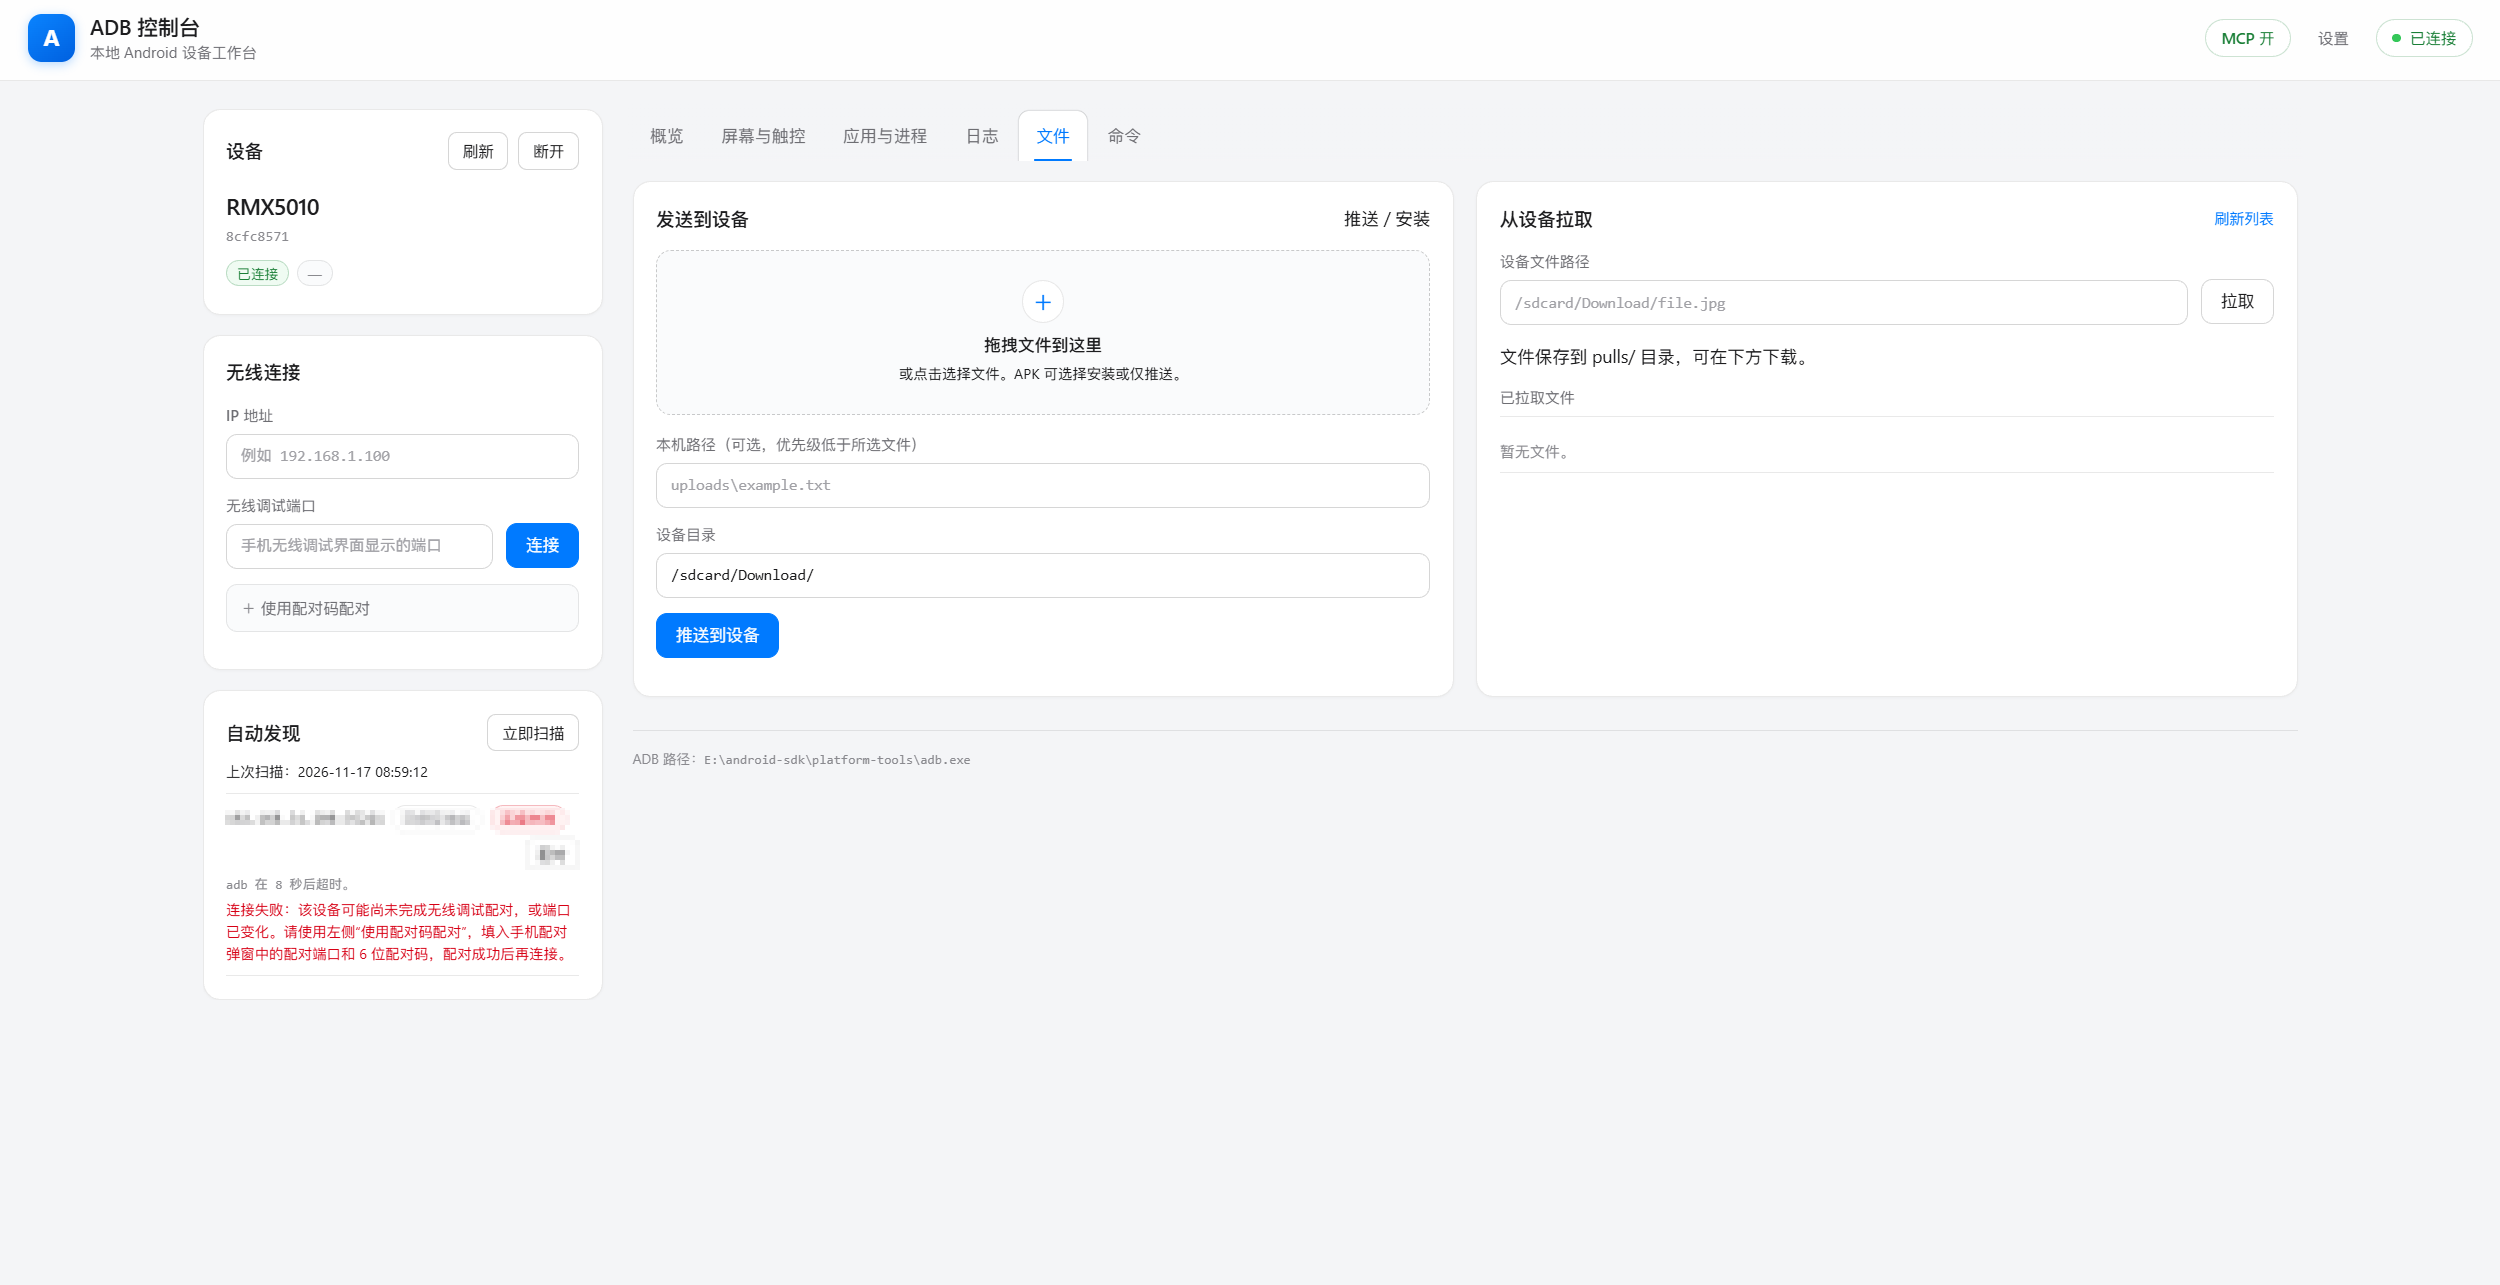 A
ADB 控制台
本地 Android 设备工作台
MCP 开
设置
已连接
设备
刷新
断开
RMX5010
8cfc8571
已连接
—
无线连接
IP 地址
例如 192.168.1.100
无线调试端口
手机无线调试界面显示的端口
连接
+ 使用配对码配对
自动发现
立即扫描
上次扫描：2026-11-17 08:59:12
adb 在 8 秒后超时。
连接失败：该设备可能尚未完成无线调试配对，或端口
已变化。请使用左侧“使用配对码配对”，填入手机配对
弹窗中的配对端口和 6 位配对码，配对成功后再连接。
概览
屏幕与触控
应用与进程
日志
文件
命令
发送到设备
推送 / 安装
+
拖拽文件到这里
或点击选择文件。APK 可选择安装或仅推送。
本机路径（可选，优先级低于所选文件）
uploads\example.txt
设备目录
/sdcard/Download/
推送到设备
从设备拉取
刷新列表
设备文件路径
/sdcard/Download/file.jpg
拉取
文件保存到 pulls/ 目录，可在下方下载。
已拉取文件
暂无文件。
ADB 路径：E:\android-sdk\platform-tools\adb.exe